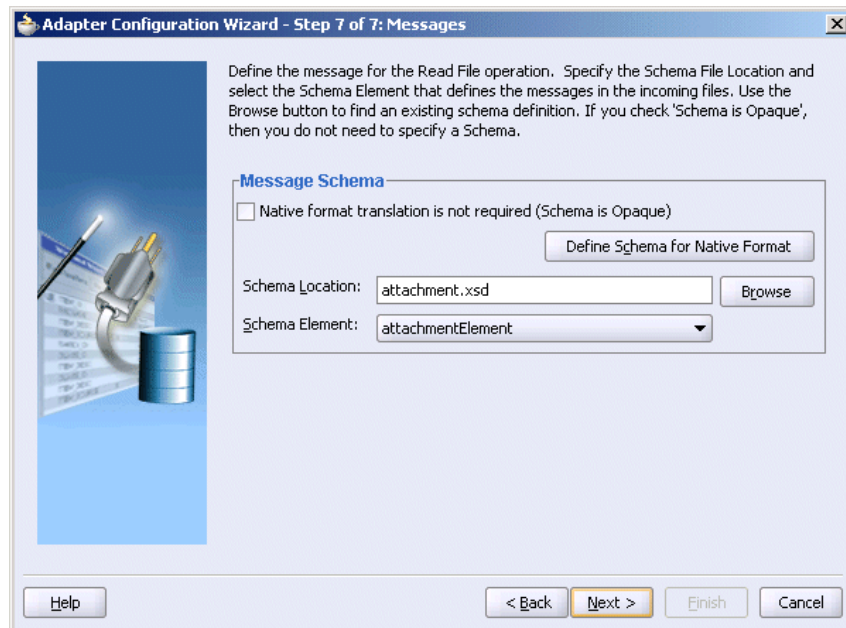 Adapter Configuration Wizard - Step 7 of 7: Messages
Define the message for the Read File operation.  Specify the Schema File Location and
select the Schema Element that defines the messages in the incoming files. Use the
Browse button to find an existing schema definition. If you check 'Schema is Opaque',
then you do not need to specify a Schema.
Message Schema
Native format translation is not required (Schema is Opaque)
Define Schema for Native Format
Schema Location: attachment.xsd Browse
Schema Element: attachmentElement
Help < Back Next > Finish Cancel